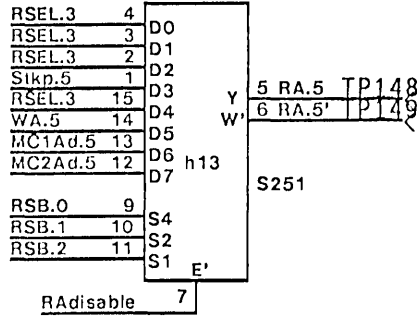 RSEL.3 4 D0
RSEL.3 3 D1
RSEL.3 2 D2
Stkp.5 1 D3
RSEL.3 15 D4
WA.5 14 D5
MC1Ad.5 13 D6
MC2Ad.5 12 D7
Y 5 RA.5 TP148
W' 6 RA.5' TP149
h13
S251
RSB.0 9 S4
RSB.1 10 S2
RSB.2 11 S1
E'
RAdisable 7